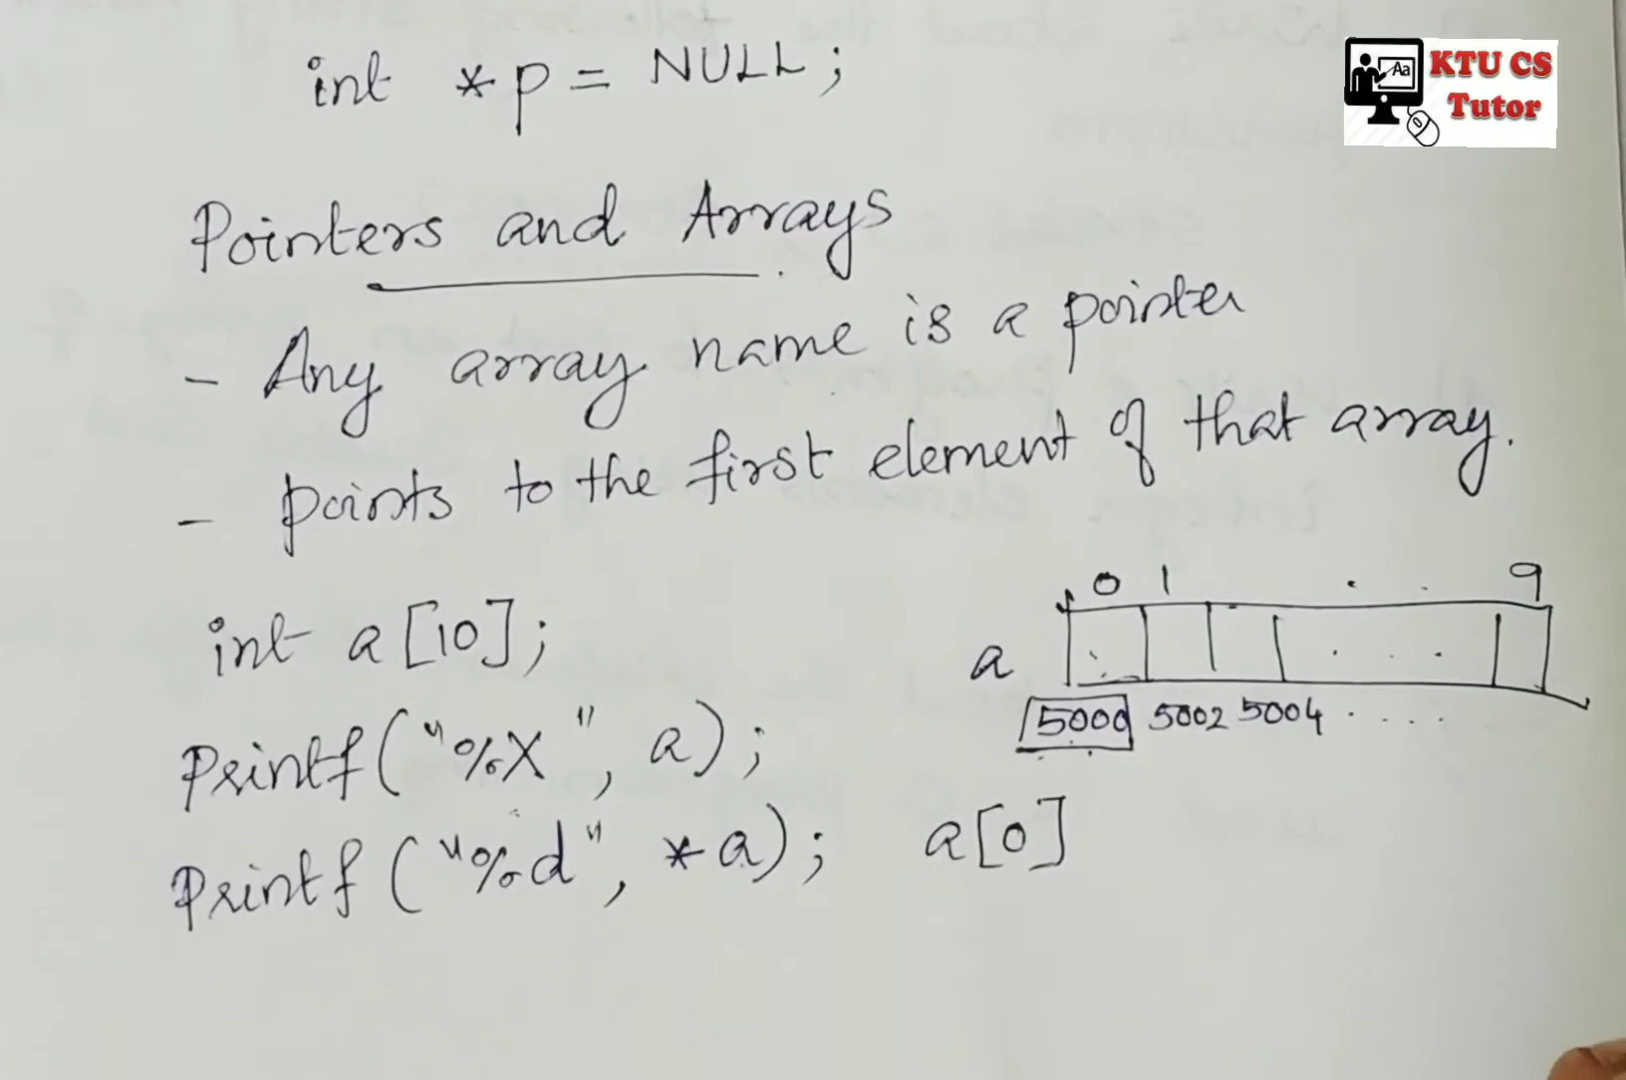 int *p = NULL;
KTU CS
Tutor
Aa
Pointers and Arrays
- Any array name is a pointer
- points to the first element of that array.
int a[10];
0 1 . . 9
a
5000 5002 5004 . . . .
printf("%X", a);
printf("%d", *a); a[0]